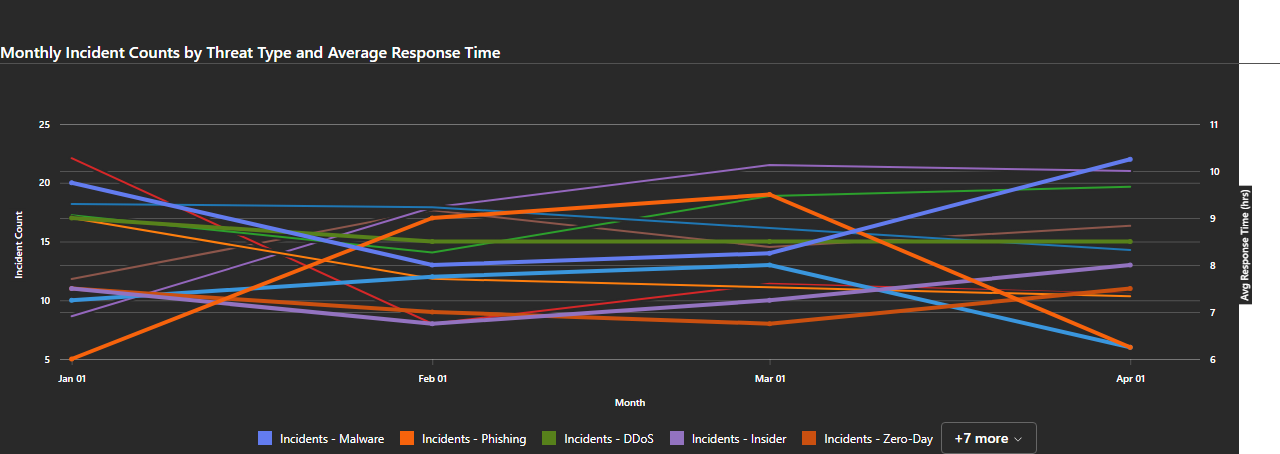 Monthly Incident Counts by Threat Type and Average Response Time
25
20
15
10
5
Incident Count
11
10
9
8
7
6
Avg Response Time (hrs)
Jan 01
Feb 01
Mar 01
Apr 01
Month
Incidents - Malware
Incidents - Phishing
Incidents - DDoS
Incidents - Insider
Incidents - Zero-Day
+7 more